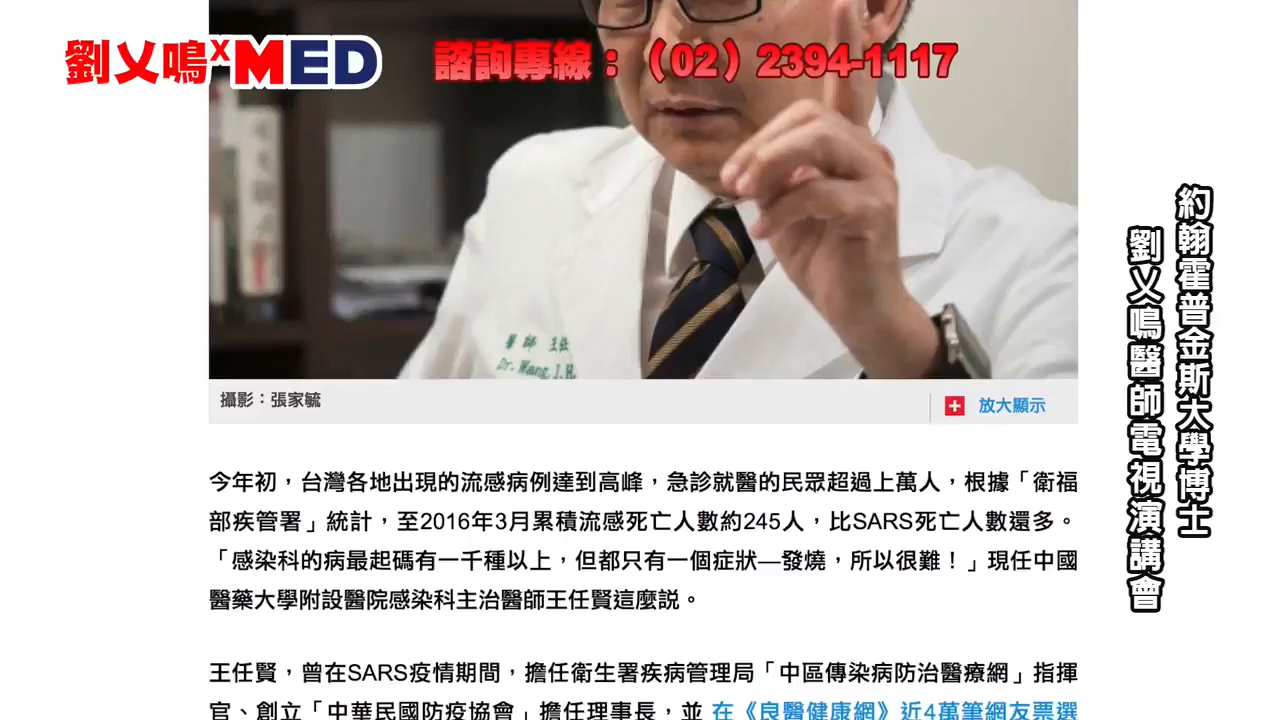 劉乂鳴xMED
諮詢專線：（02）2394-1117
約翰霍普金斯大學博士
劉乂鳴醫師電視演講會
醫師 王任
Dr. Wang, J.H.
攝影：張家毓
放大顯示
今年初，台灣各地出現的流感病例達到高峰，急診就醫的民眾超過上萬人，根據「衛福
部疾管署」統計，至2016年3月累積流感死亡人數約245人，比SARS死亡人數還多。
「感染科的病最起碼有一千種以上，但都只有一個症狀—發燒，所以很難！」現任中國
醫藥大學附設醫院感染科主治醫師王任賢這麼說。
王任賢，曾在SARS疫情期間，擔任衛生署疾病管理局「中區傳染病防治醫療網」指揮
官、創立「中華民國防疫協會」擔任理事長，並 在《良醫健康網》近4萬筆網友票選